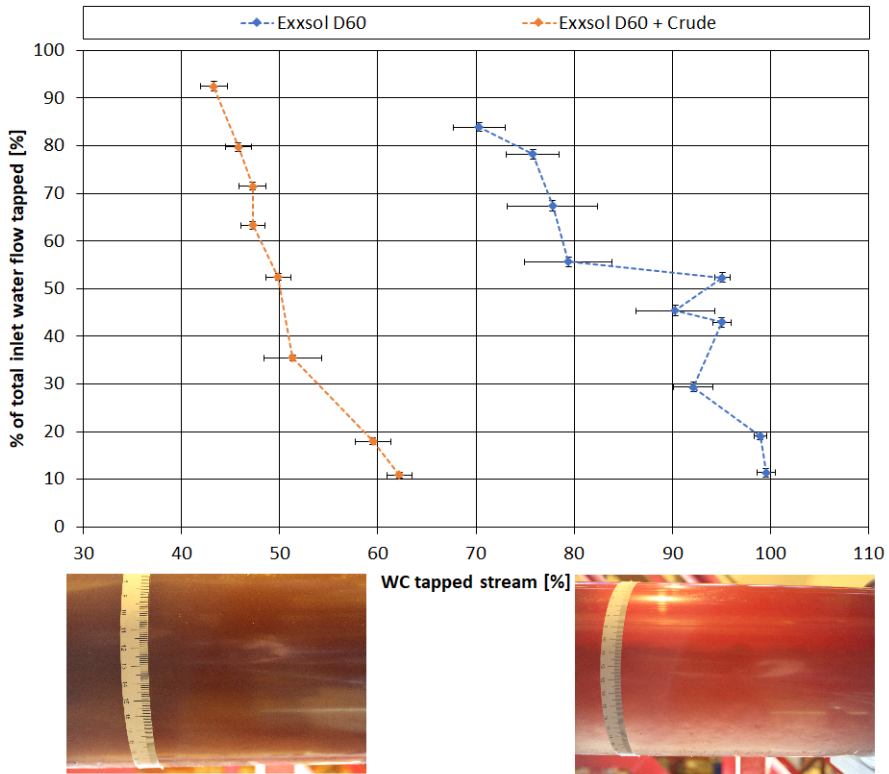 Exxsol D60 Exxsol D60 + Crude
% of total inlet water flow tapped [%]
100
90
80
70
60
50
40
30
20
10
0
30 40 50 60 70 80 90 100 110
WC tapped stream [%]